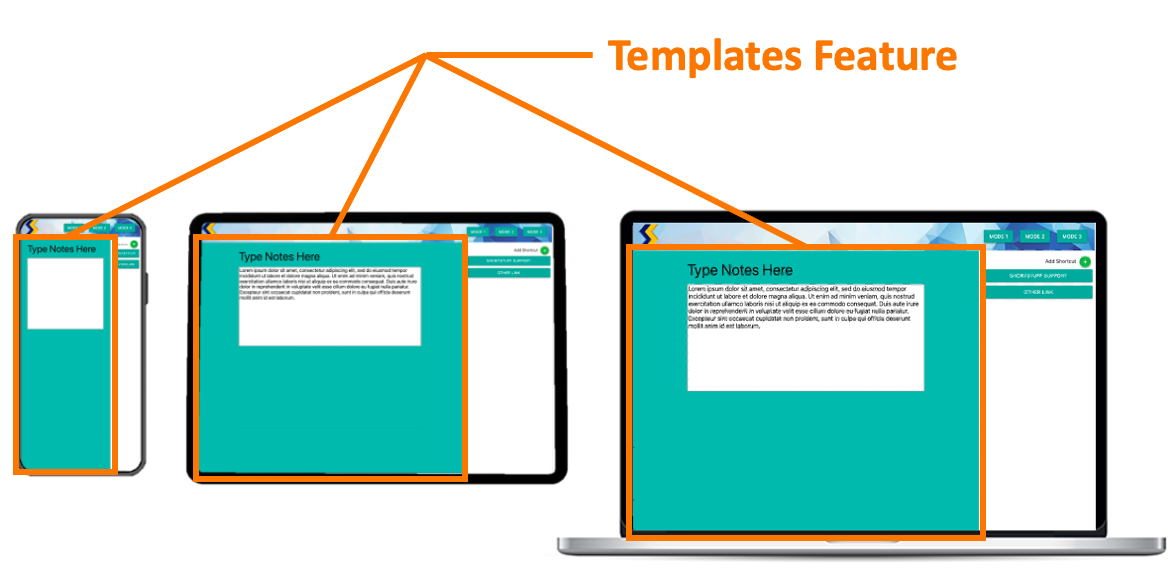 Templates Feature
MODE 2
MODE 3
Type Notes Here
MODE 1
MODE 2
MODE 3
Add Shortcut
SHORTSTUFF SUPPORT
OTHER LINK
Type Notes Here
Lorem ipsum dolor sit amet, consectetur adipiscing elit, sed do eiusmod tempor
incididunt ut labore et dolore magna aliqua. Ut enim ad minim veniam, quis nostrud
exercitation ullamco laboris nisi ut aliquip ex ea commodo consequat. Duis aute irure
dolor in reprehenderit in voluptate velit esse cillum dolore eu fugiat nulla pariatur.
Excepteur sint occaecat cupidatat non proident, sunt in culpa qui officia deserunt
mollit anim id est laborum.
MODE 1
MODE 2
MODE 3
Add Shortcut
SHORTSTUFF SUPPORT
OTHER LINK
Type Notes Here
Lorem ipsum dolor sit amet, consectetur adipiscing elit, sed do eiusmod tempor
incididunt ut labore et dolore magna aliqua. Ut enim ad minim veniam, quis nostrud
exercitation ullamco laboris nisi ut aliquip ex ea commodo consequat. Duis aute irure
dolor in reprehenderit in voluptate velit esse cillum dolore eu fugiat nulla pariatur.
Excepteur sint occaecat cupidatat non proident, sunt in culpa qui officia deserunt
mollit anim id est laborum.